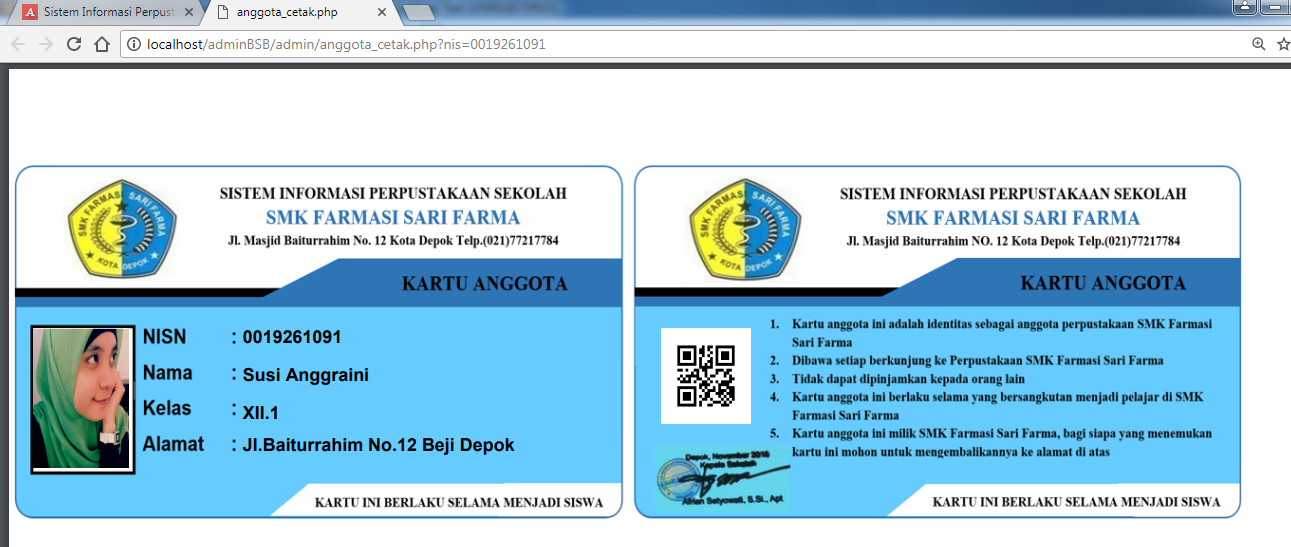 Sistem Informasi Perpust
anggota_cetak.php
localhost/adminBSB/admin/anggota_cetak.php?nis=0019261091
SMK FARMASI SARI FARMA
KOTA DEPOK
SISTEM INFORMASI PERPUSTAKAAN SEKOLAH
SMK FARMASI SARI FARMA
Jl. Masjid Baiturrahim No. 12 Kota Depok Telp.(021)77217784
KARTU ANGGOTA
NISN : 0019261091
Nama : Susi Anggraini
Kelas : XII.1
Alamat : Jl.Baiturrahim No.12 Beji Depok
KARTU INI BERLAKU SELAMA MENJADI SISWA
SMK FARMASI SARI FARMA
KOTA DEPOK
SISTEM INFORMASI PERPUSTAKAAN SEKOLAH
SMK FARMASI SARI FARMA
Jl. Masjid Baiturrahim NO. 12 Kota Depok Telp.(021)77217784
KARTU ANGGOTA
1. Kartu anggota ini adalah identitas sebagai anggota perpustakaan SMK Farmasi
Sari Farma
2. Dibawa setiap berkunjung ke Perpustakaan SMK Farmasi Sari Farma
3. Tidak dapat dipinjamkan kepada orang lain
4. Kartu anggota ini berlaku selama yang bersangkutan menjadi pelajar di SMK
Farmasi Sari Farma
5. Kartu anggota ini milik SMK Farmasi Sari Farma, bagi siapa yang menemukan
kartu ini mohon untuk mengembalikannya ke alamat di atas
Depok, November 2016
Kepala Sekolah
Setyowati, S.Si., Apt
KARTU INI BERLAKU SELAMA MENJADI SISWA